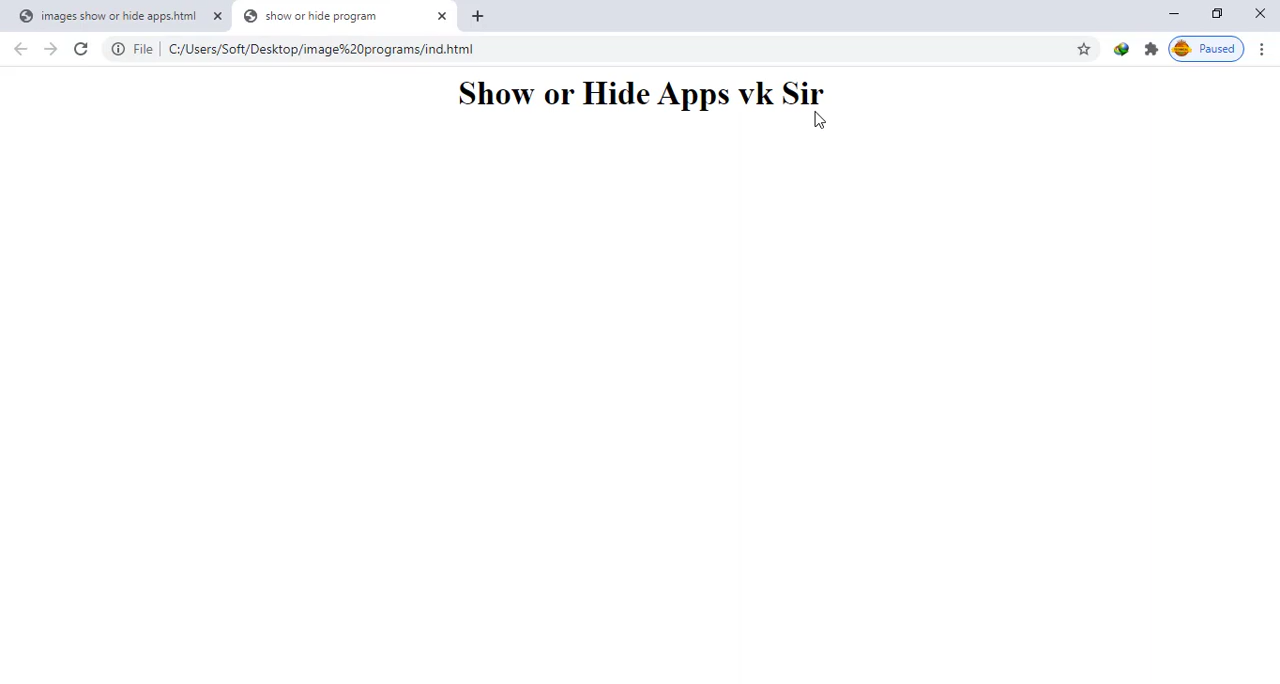 images show or hide apps.html
show or hide program
File
C:/Users/Soft/Desktop/image%20programs/ind.html
Paused
Show or Hide Apps vk Sir